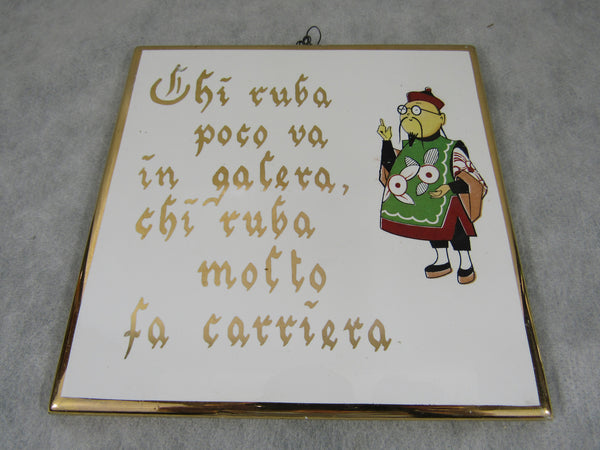 Chi ruba
poco va
in galera,
chi ruba
molto
fa carriera